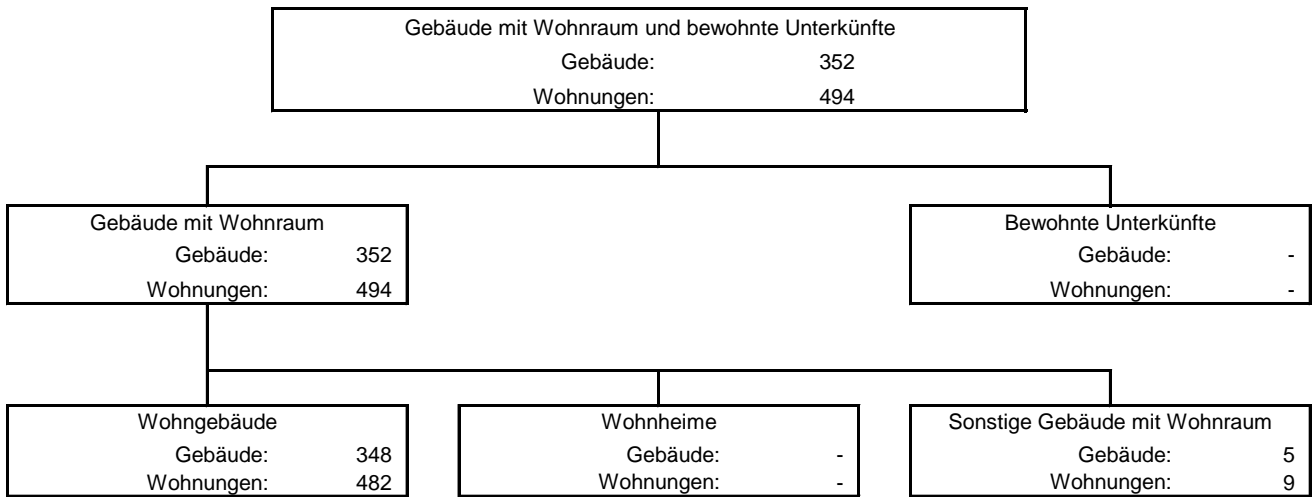 Gebäude mit Wohnraum und bewohnte Unterkünfte
Gebäude: 352
Wohnungen: 494
Gebäude mit Wohnraum
Gebäude: 352
Wohnungen: 494
Bewohnte Unterkünfte
Gebäude: -
Wohnungen: -
Wohngebäude
Gebäude: 348
Wohnungen: 482
Wohnheime
Gebäude: -
Wohnungen: -
Sonstige Gebäude mit Wohnraum
Gebäude: 5
Wohnungen: 9